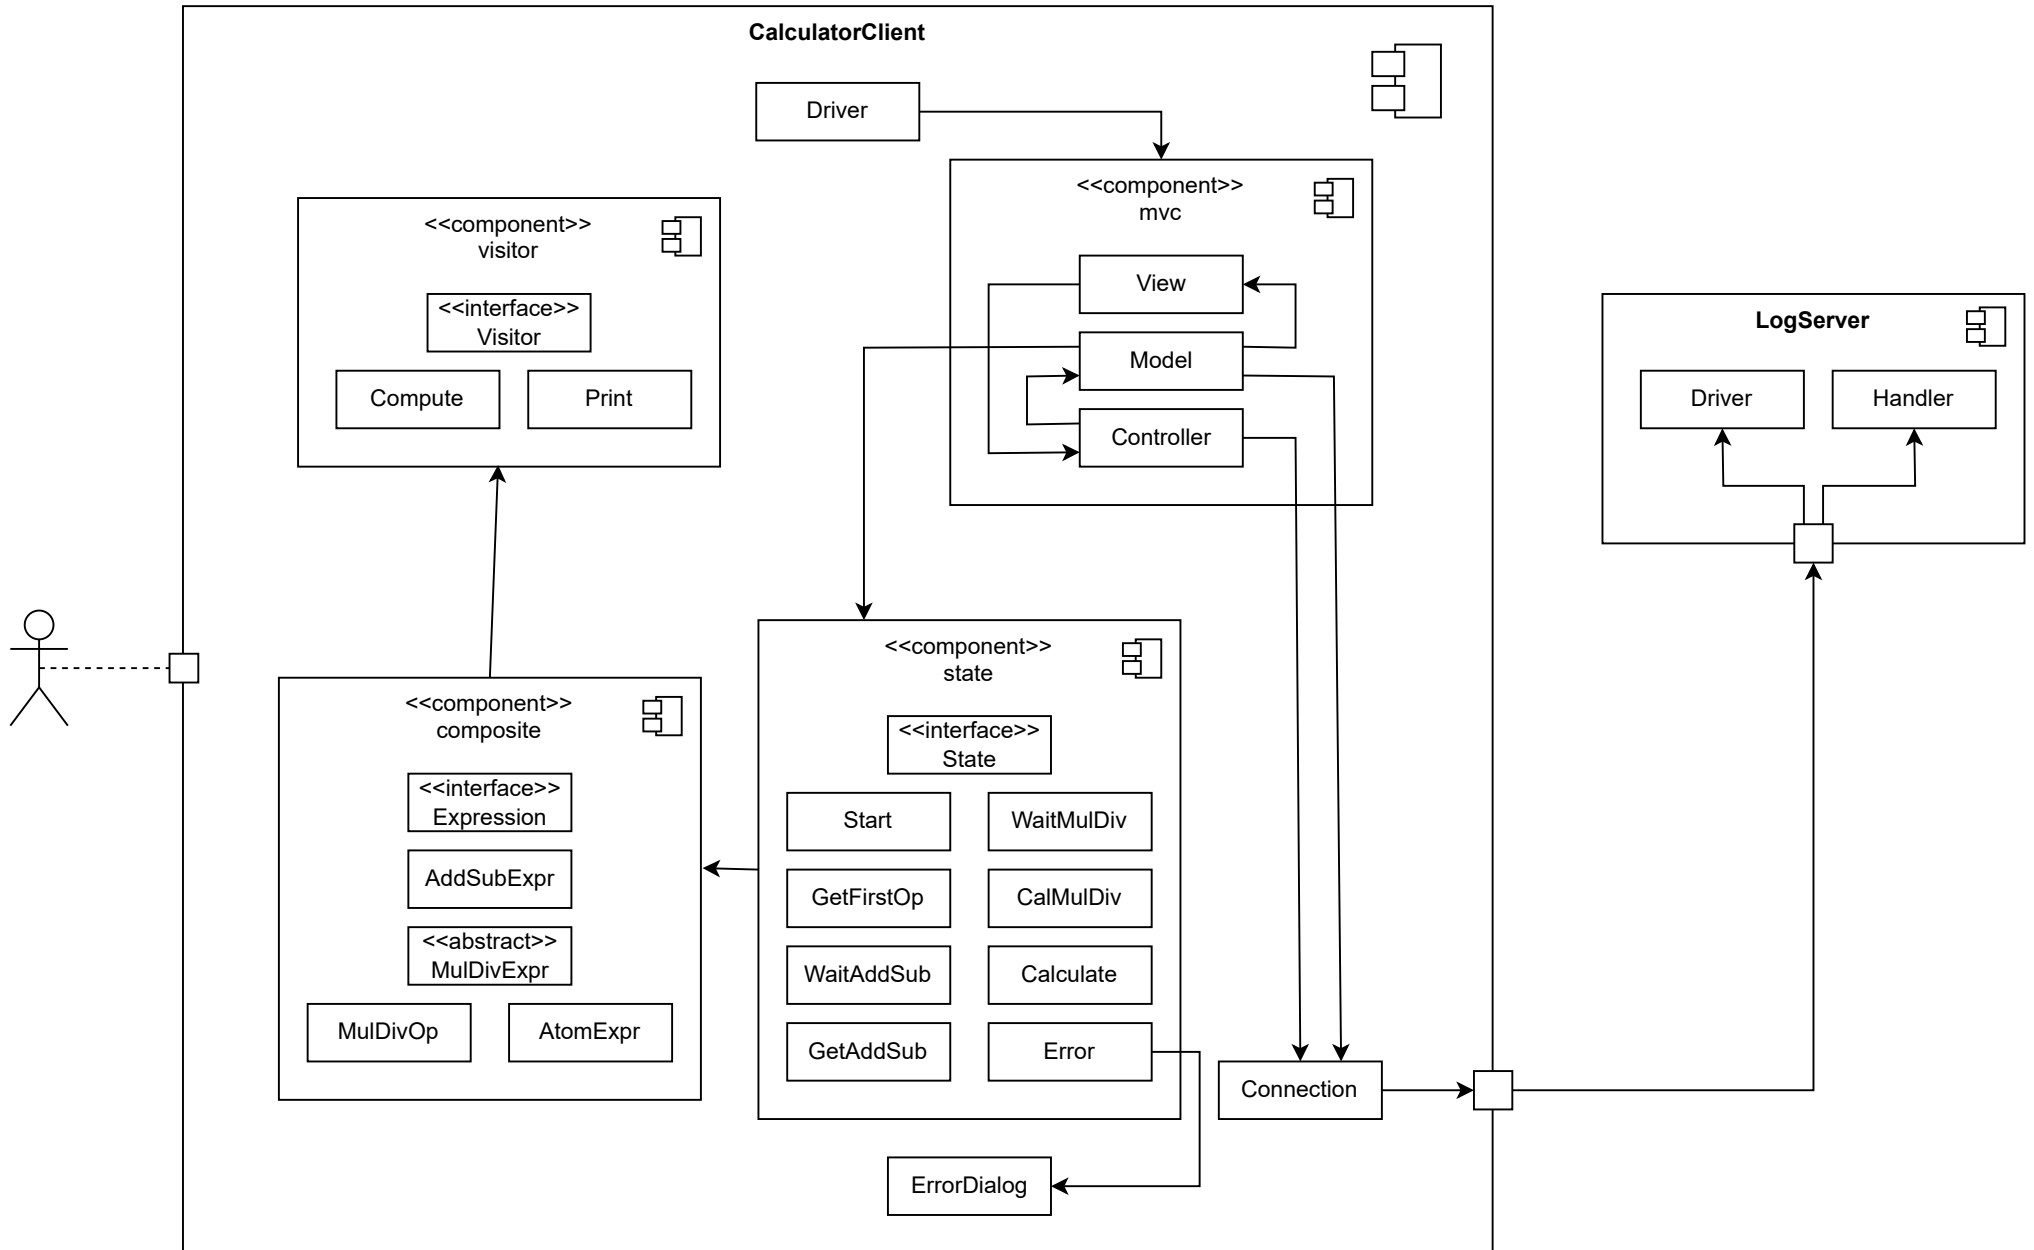 CalculatorClient
Driver
<<component>>
mvc
View
Model
Controller
<<component>>
visitor
<<interface>>
Visitor
Compute
Print
LogServer
Driver
Handler
<<component>>
composite
<<interface>>
Expression
AddSubExpr
<<abstract>>
MulDivExpr
MulDivOp
AtomExpr
<<component>>
state
<<interface>>
State
Start
WaitMulDiv
GetFirstOp
CalMulDiv
WaitAddSub
Calculate
GetAddSub
Error
Connection
ErrorDialog